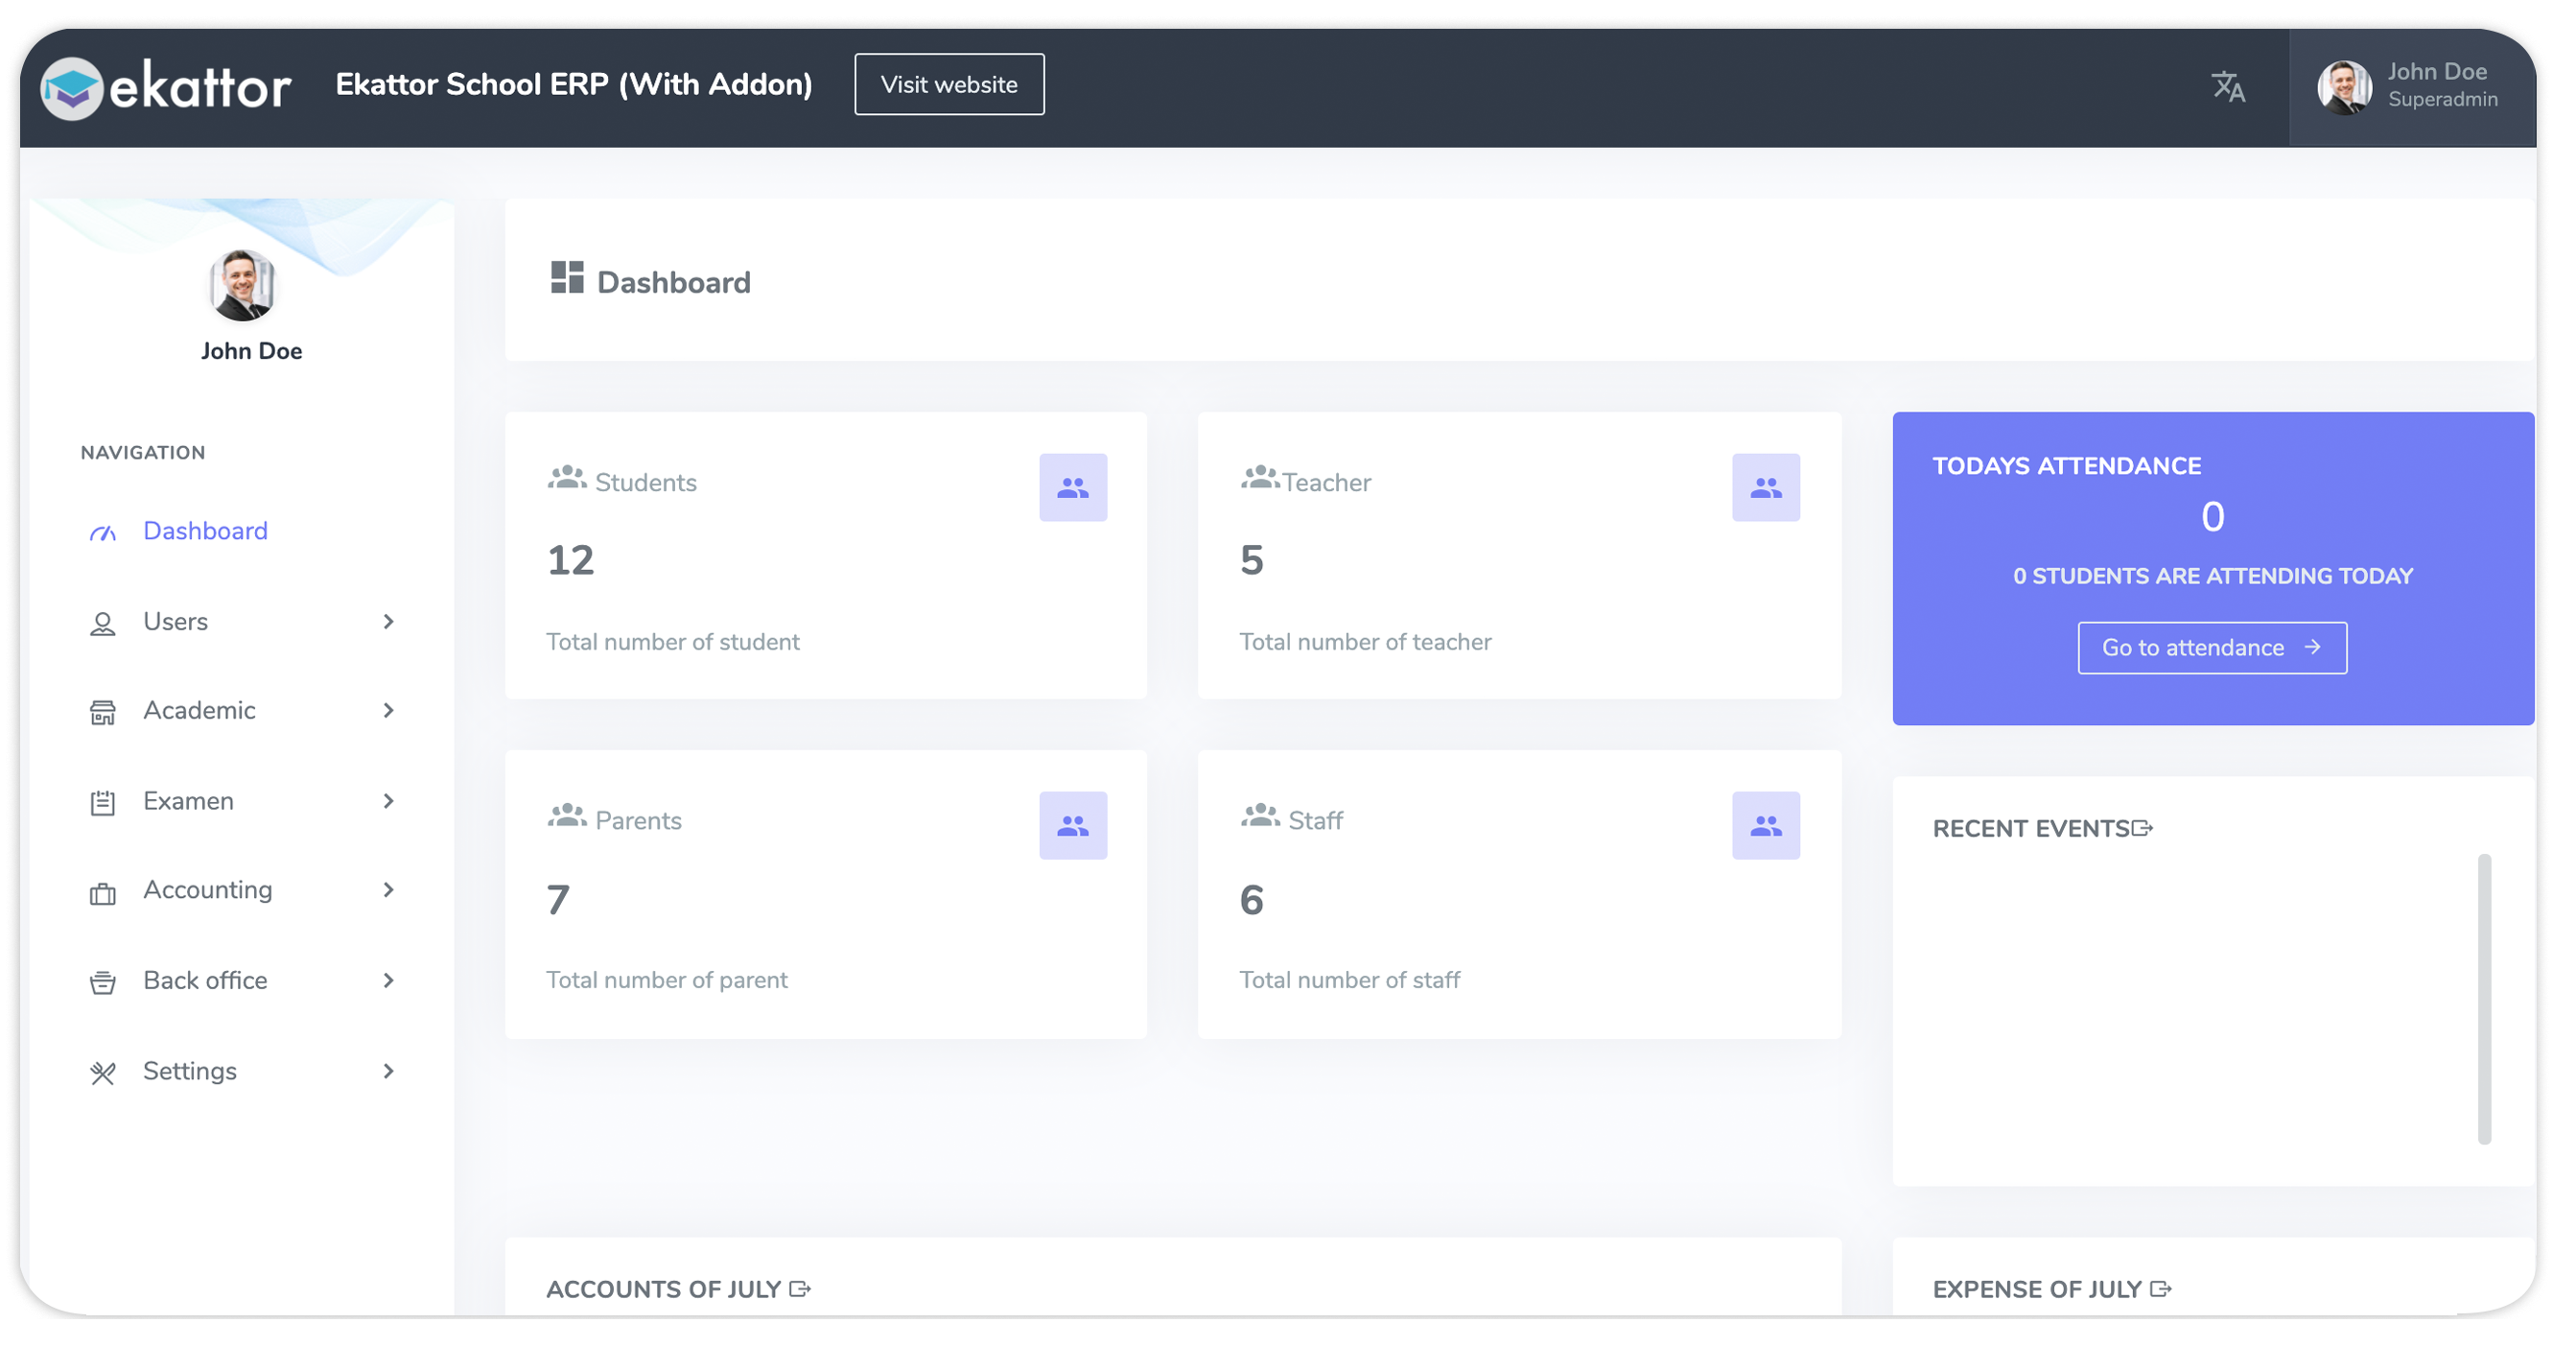 ekattor
Ekattor School ERP (With Addon)
Visit website
John Doe
Superadmin
John Doe
NAVIGATION
Dashboard
Users
Academic
Examen
Accounting
Back office
Settings
Dashboard
Students
12
Total number of student
Teacher
5
Total number of teacher
Parents
7
Total number of parent
Staff
6
Total number of staff
TODAYS ATTENDANCE
0
0 STUDENTS ARE ATTENDING TODAY
Go to attendance
RECENT EVENTS
ACCOUNTS OF JULY
EXPENSE OF JULY